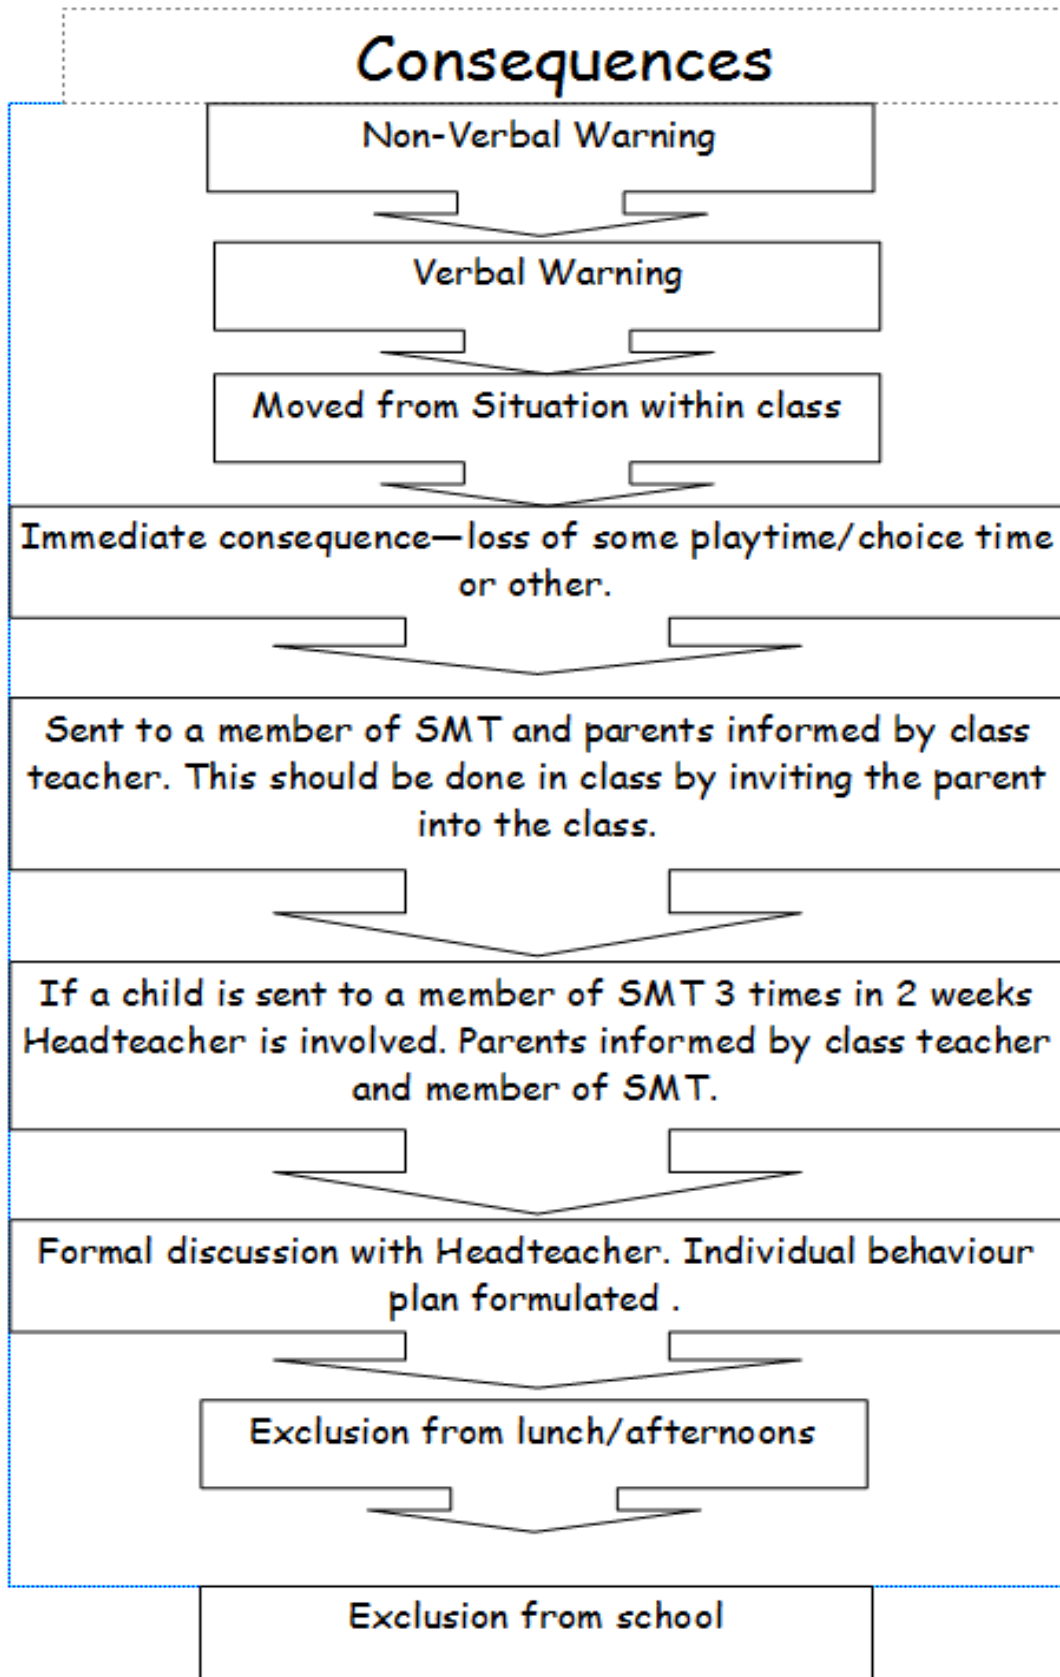 Consequences
Non-Verbal Warning
Verbal Warning
Moved from Situation within class
Immediate consequence—loss of some playtime/choice time
or other.
Sent to a member of SMT and parents informed by class
teacher. This should be done in class by inviting the parent
into the class.
If a child is sent to a member of SMT 3 times in 2 weeks
Headteacher is involved. Parents informed by class teacher
and member of SMT.
Formal discussion with Headteacher. Individual behaviour
plan formulated .
Exclusion from lunch/afternoons
Exclusion from school